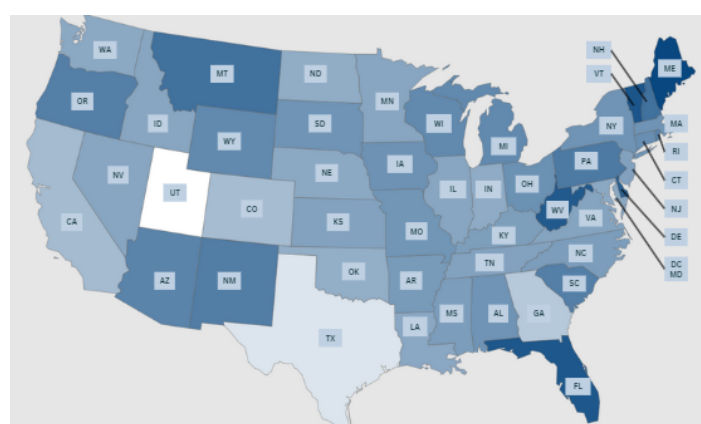 WA
MT
ND
MN
OR
ID
SD
WI
MI
WY
NE
IA
NV
UT
CO
KS
MO
IL
IN
OH
CA
AZ
NM
OK
AR
KY
TN
WV
VA
NC
SC
TX
LA
MS
AL
GA
FL
PA
NY
NH
VT
ME
MA
RI
CT
NJ
DE
DC
MD